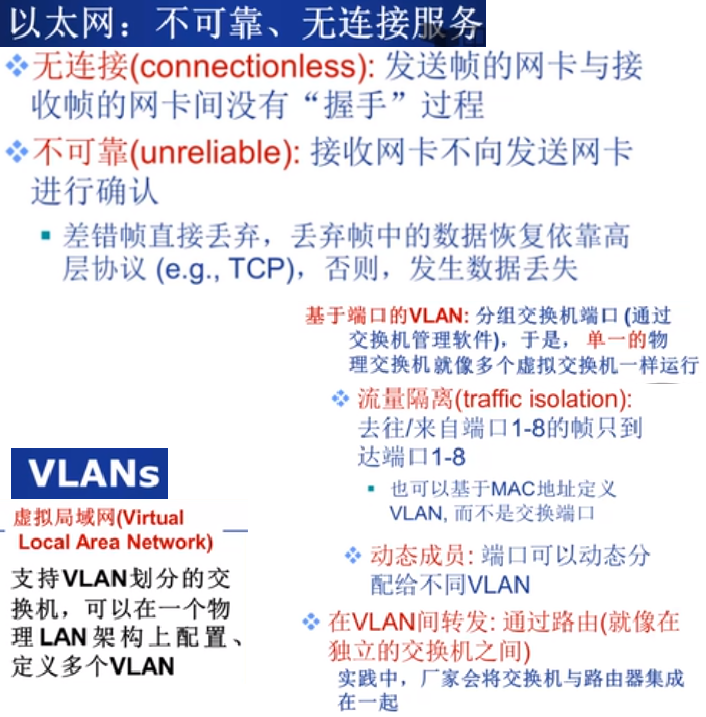 以太网：不可靠、无连接服务
无连接(connectionless): 发送帧的网卡与接
收帧的网卡间没有“握手”过程
不可靠(unreliable): 接收网卡不向发送网卡
进行确认
差错帧直接丢弃，丢弃帧中的数据恢复依靠高
层协议 (e.g., TCP)，否则，发生数据丢失
基于端口的VLAN: 分组交换机端口 (通过
交换机管理软件)，于是， 单一的物
理交换机就像多个虚拟交换机一样运行
流量隔离(traffic isolation):
去往/来自端口1-8的帧只到
达端口1-8
也可以基于MAC地址定义
VLAN, 而不是交换端口
动态成员: 端口可以动态分
配给不同VLAN
在VLAN间转发: 通过路由(就像在
独立的交换机之间)
实践中，厂家会将交换机与路由器集成
在一起
VLANs
虚拟局域网(Virtual
Local Area Network)
支持VLAN划分的交
换机，可以在一个物
理LAN架构上配置、
定义多个VLAN